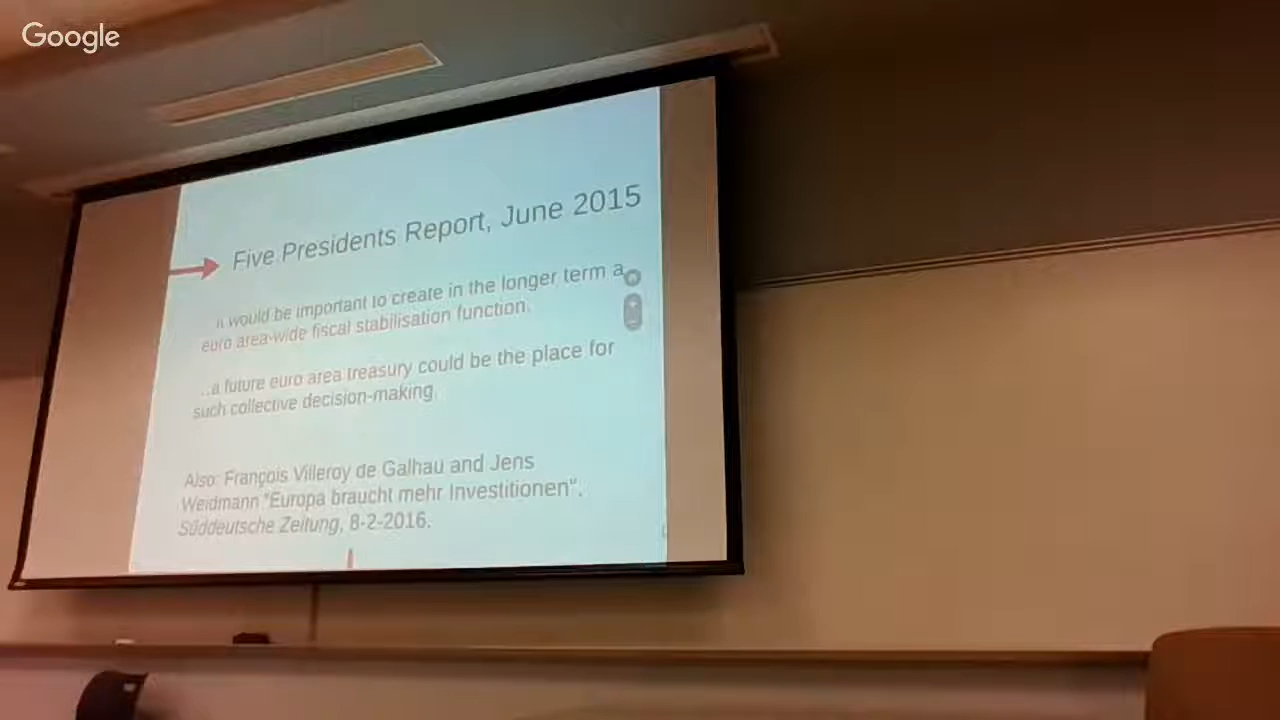 Google
Five Presidents Report, June 2015
it would be important to create in the longer term a
euro area-wide fiscal stabilisation function.
...a future euro area treasury could be the place for
such collective decision-making.
Also: François Villeroy de Galhau and Jens
Weidmann "Europa braucht mehr Investitionen",
Süddeutsche Zeitung, 8-2-2016.